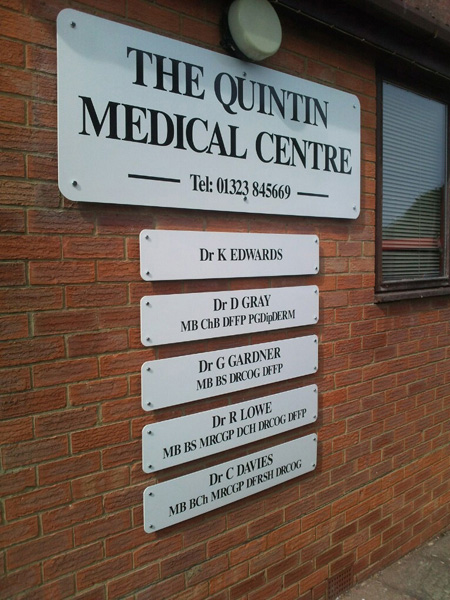 THE QUINTIN
MEDICAL CENTRE
Tel: 01323 845669
Dr K EDWARDS
Dr D GRAY
MB ChB DFFP PGDipDERM
Dr G GARDNER
MB BS DRCOG DFFP
Dr R LOWE
MB BS MRCGP DCH DRCOG DFFP
Dr C DAVIES
MB BCh MRCGP DFRSH DRCOG